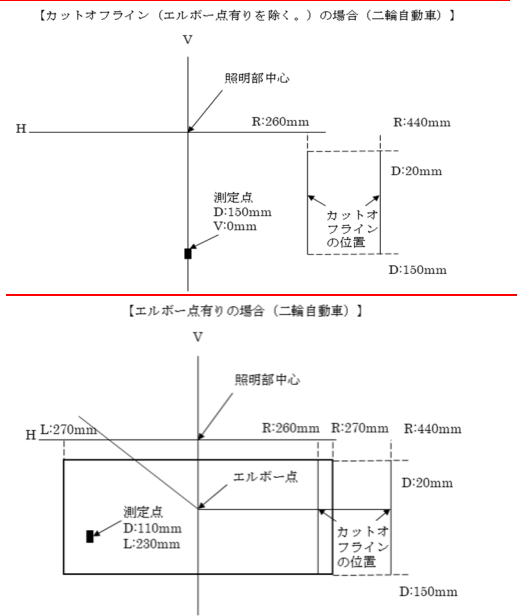 【カットオフライン（エルボー点有りを除く。）の場合（二輪自動車）】
V
照明部中心
H
R:260mm
R:440mm
D:20mm
測定点
D:150mm
V:0mm
カットオ
フライン
の位置
D:150mm
【エルボー点有りの場合（二輪自動車）】
V
照明部中心
H
L:270mm
R:260mm
R:270mm
R:440mm
エルボー点
D:20mm
測定点
D:110mm
L:230mm
カットオ
フライン
の位置
D:150mm